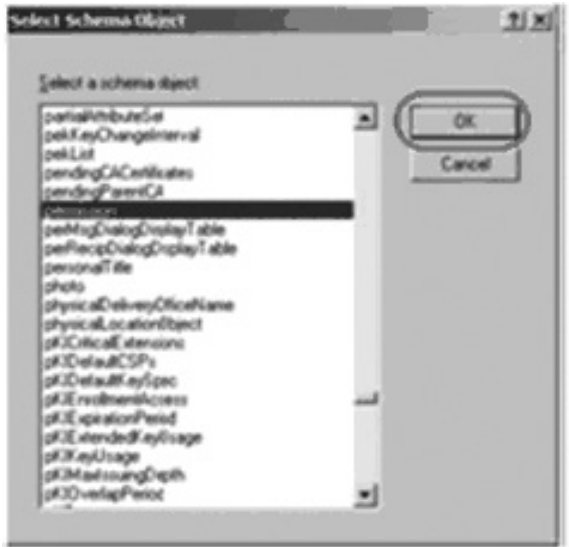 Select Schema Object
Select a schema object
OK
Cancel
partialAttributeSet
pekKeyChangeInterval
pekList
pendingCACertificates
pendingParentCA
perMsgDialogDisplayTable
perRecipDialogDisplayTable
personalTitle
photo
physicalDeliveryOfficeName
physicalLocationObject
pKICriticalExtensions
pKIDefaultCSPs
pKIDefaultKeySpec
pKIEnrollmentAccess
pKIExpirationPeriod
pKIExtendedKeyUsage
pKIKeyUsage
pKIMaxIssuingDepth
pKIOverlapPeriod